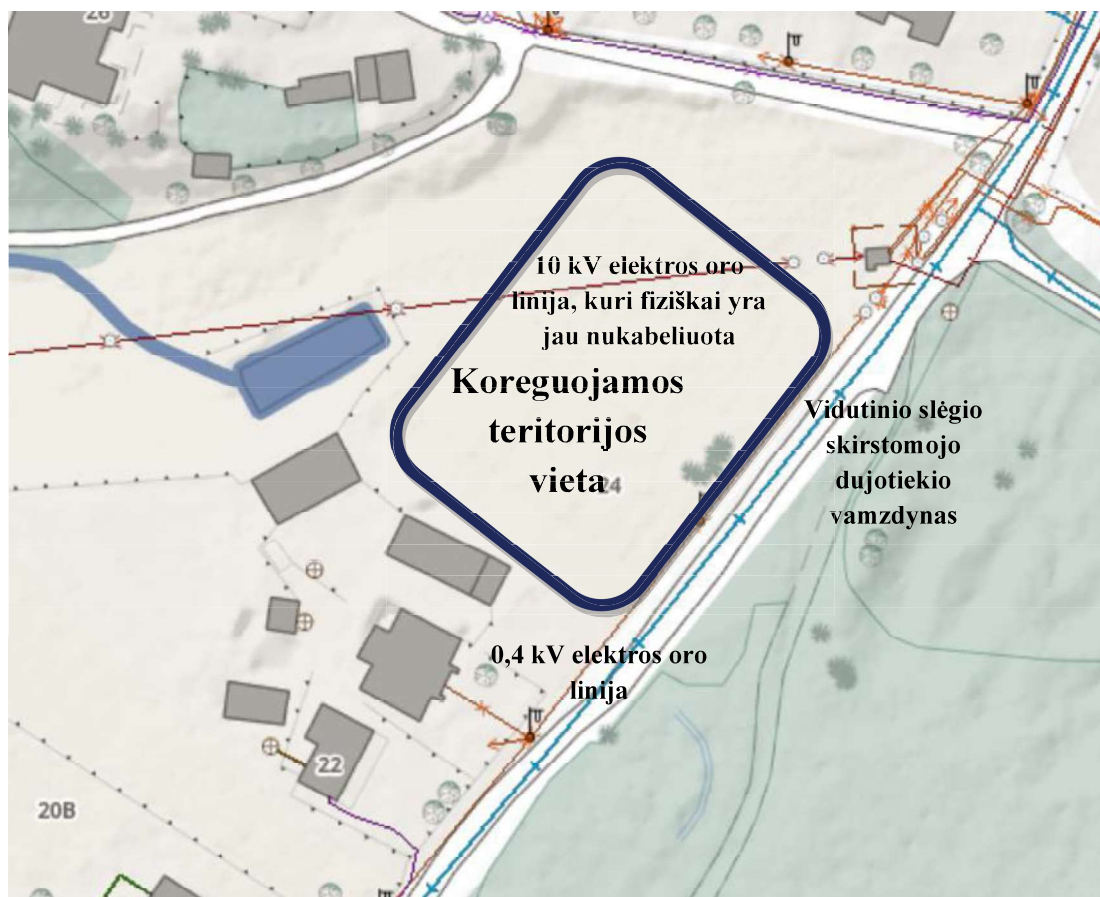 26
10 kV elektros oro
linija, kuri fiziškai yra
jau nukabeliuota
Koreguojamos
teritorijos
vieta
24
Vidutinio slėgio
skirstomojo
dujotiekio
vamzdynas
0,4 kV elektros oro
linija
22
20B